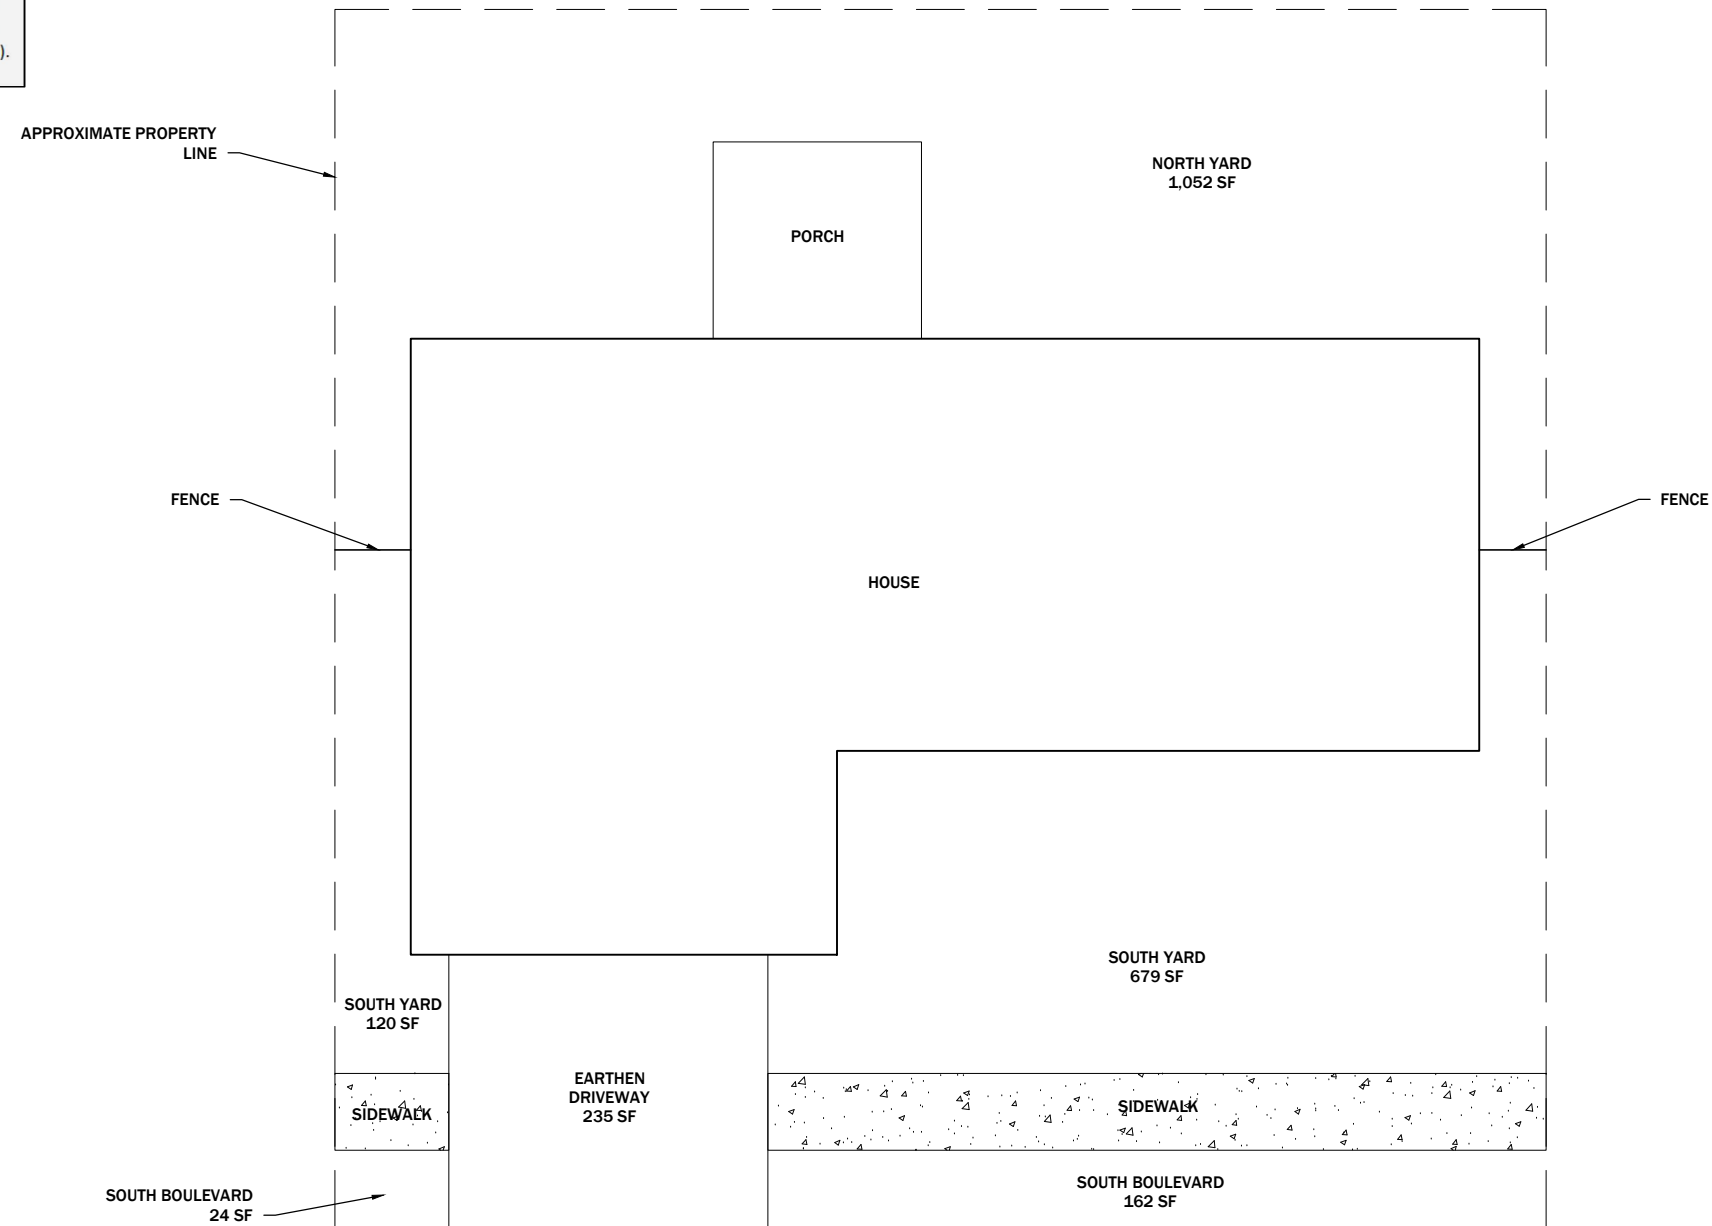 ).
APPROXIMATE PROPERTY
LINE
NORTH YARD
1,052 SF
PORCH
FENCE
FENCE
HOUSE
SOUTH YARD
679 SF
SOUTH YARD
120 SF
EARTHEN
DRIVEWAY
235 SF
SIDEWALK
SIDEWALK
SOUTH BOULEVARD
24 SF
SOUTH BOULEVARD
162 SF